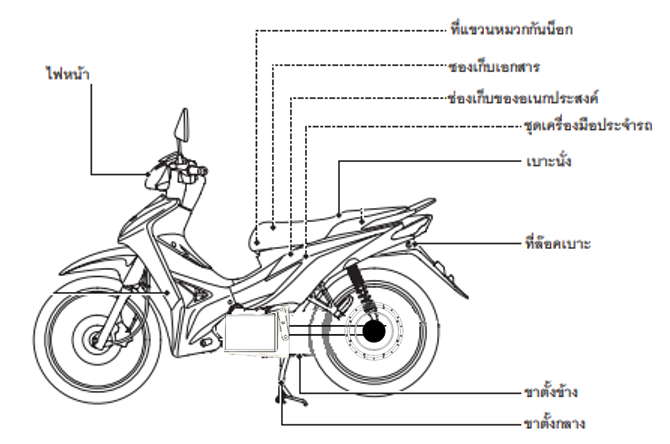 ที่แขวนหมวกกันน็อก
ซองเก็บเอกสาร
ไฟหน้า
ช่องเก็บของอเนกประสงค์
ชุดเครื่องมือประจำรถ
เบาะนั่ง
ที่ล๊อคเบาะ
ขาตั้งข้าง
ขาตั้งกลาง